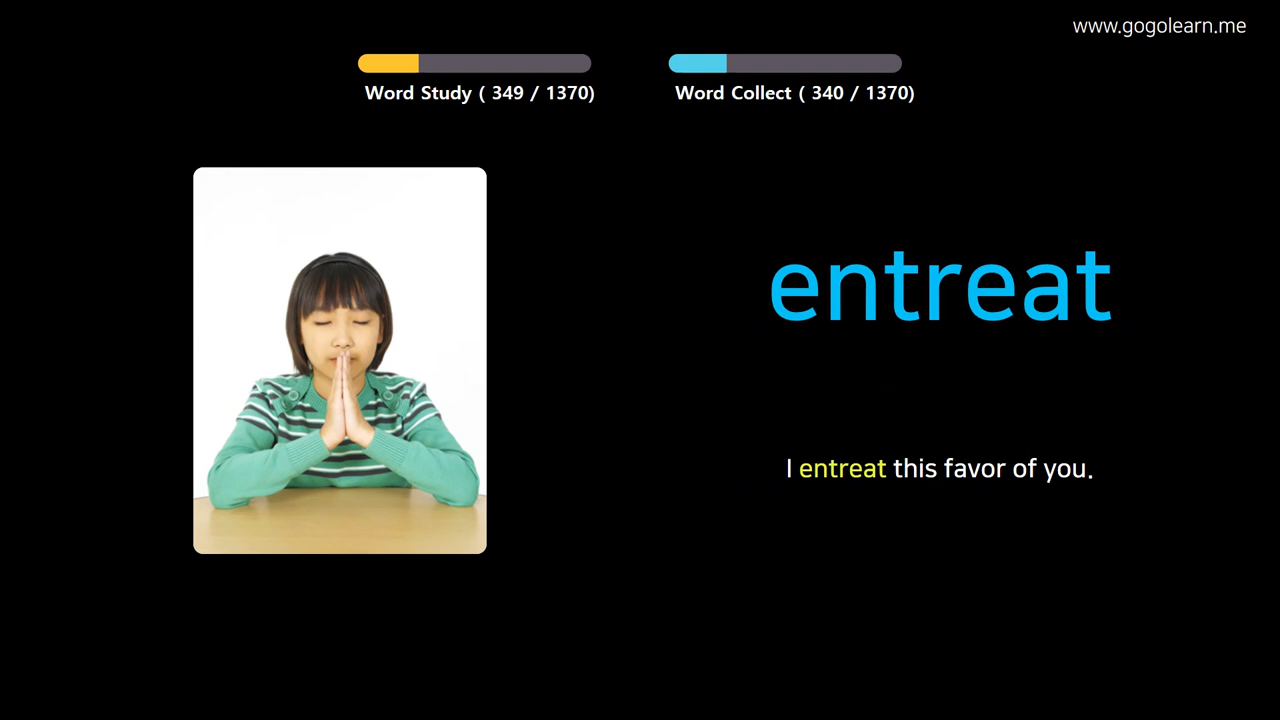 www.gogolearn.me
Word Study ( 349 / 1370)
Word Collect ( 340 / 1370)
entreat
I entreat this favor of you.